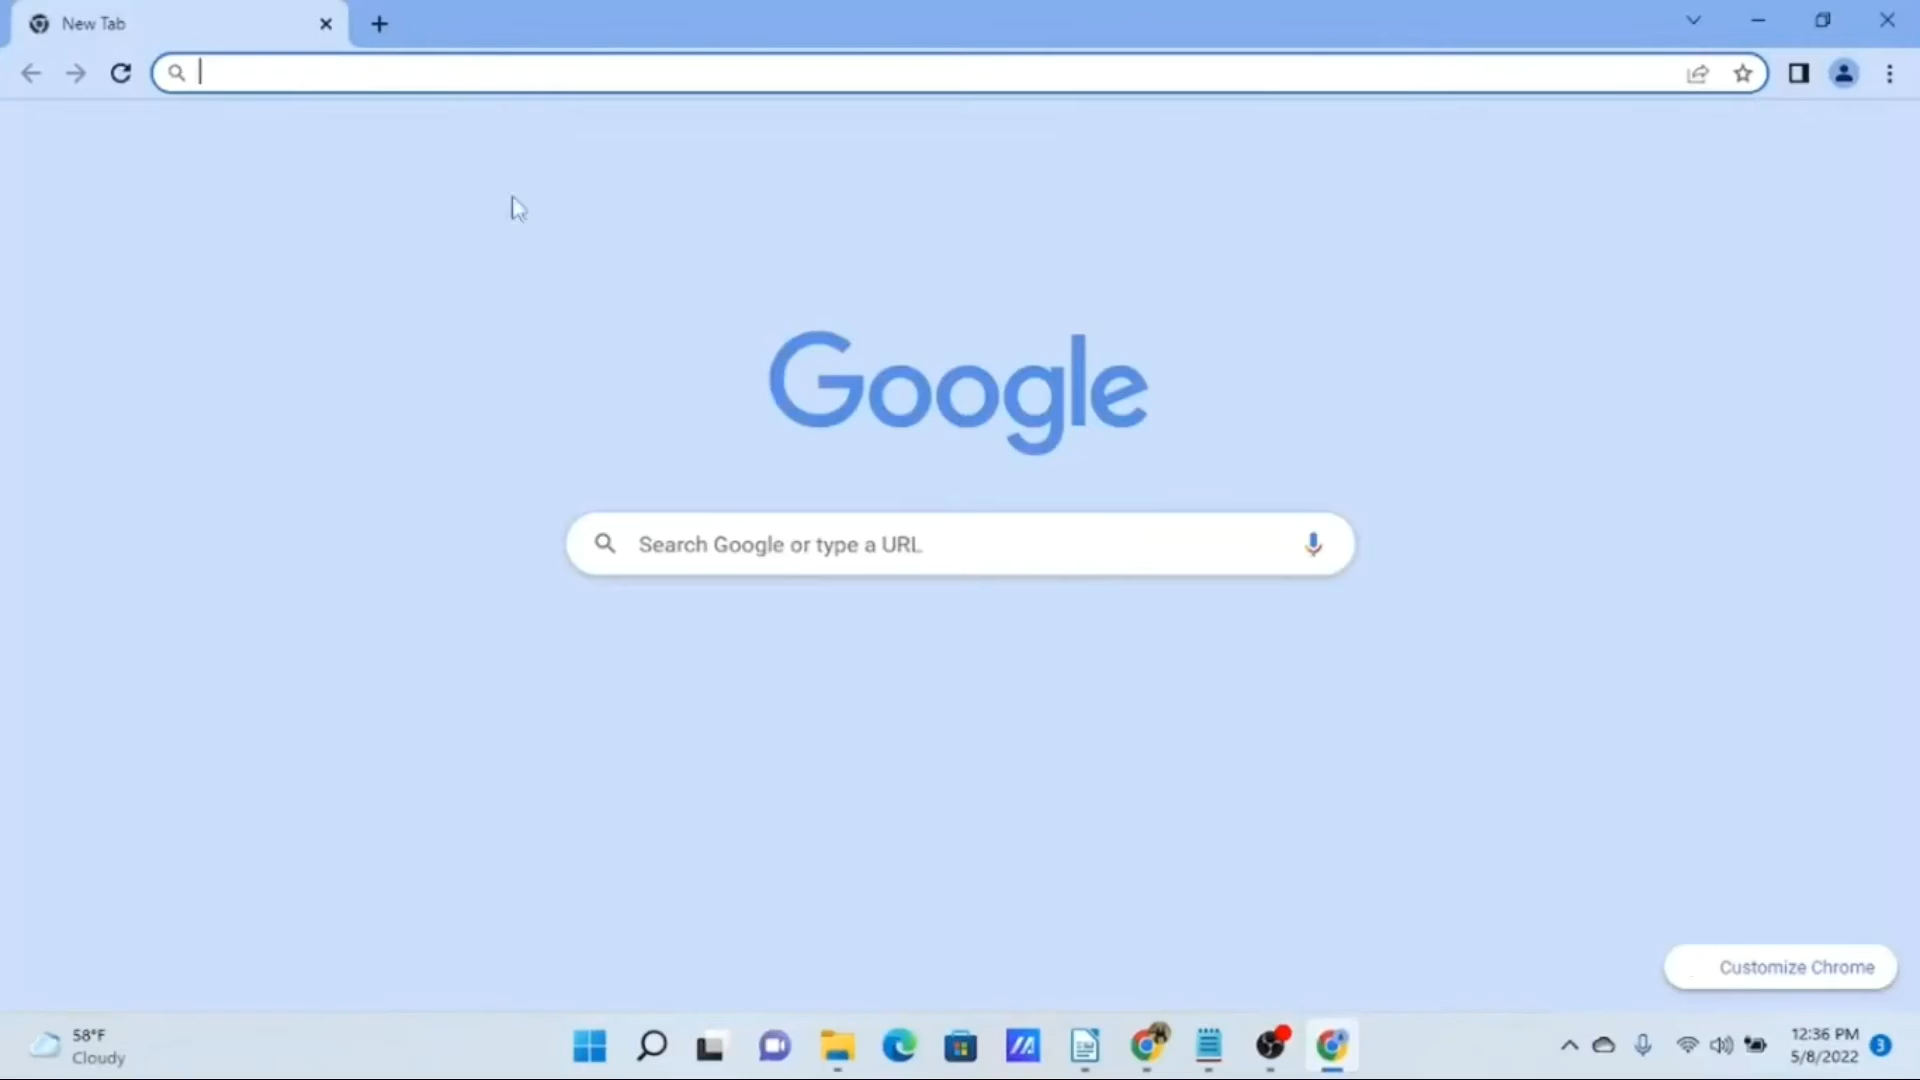 New Tab
Google
Search Google or type a URL
Customize Chrome
58°F
Cloudy
12:36 PM
5/8/2022
3